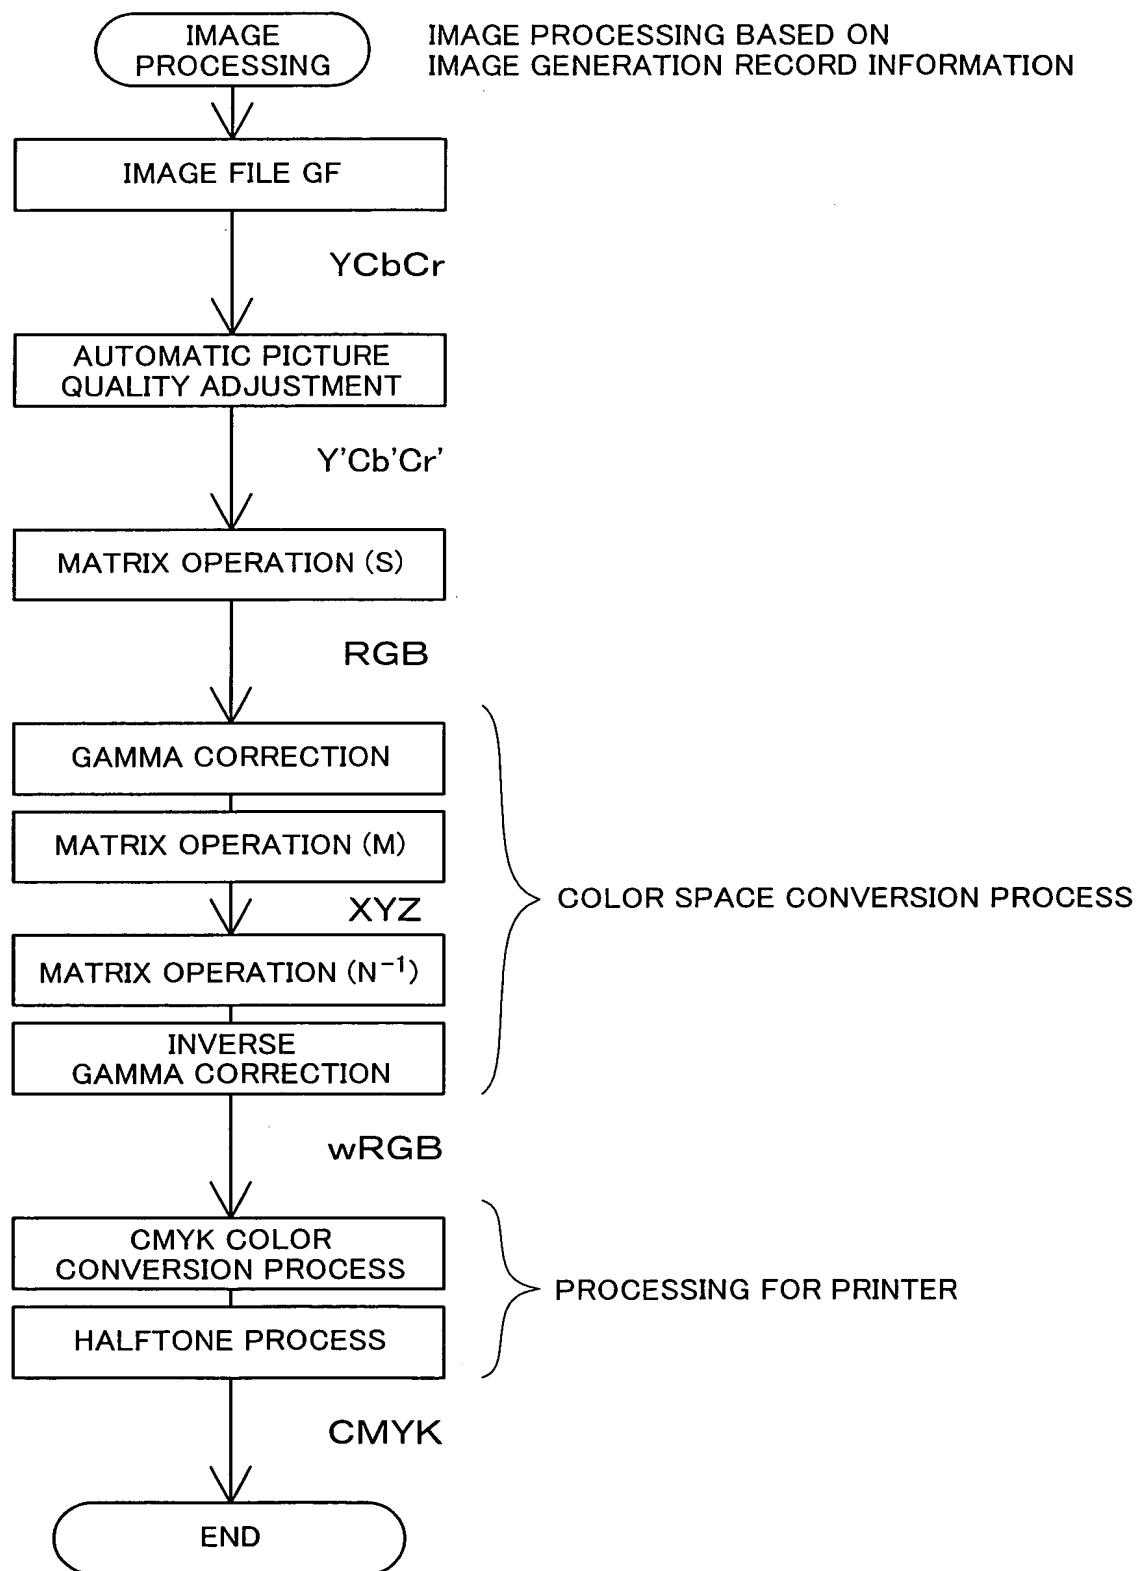 IMAGE
PROCESSING
IMAGE PROCESSING BASED ON
IMAGE GENERATION RECORD INFORMATION
IMAGE FILE GF
YCbCr
AUTOMATIC PICTURE
QUALITY ADJUSTMENT
Y'Cb'Cr'
MATRIX OPERATION (S)
RGB
GAMMA CORRECTION
MATRIX OPERATION (M)
XYZ
COLOR SPACE CONVERSION PROCESS
MATRIX OPERATION (N⁻¹)
INVERSE
GAMMA CORRECTION
wRGB
CMYK COLOR
CONVERSION PROCESS
PROCESSING FOR PRINTER
HALFTONE PROCESS
CMYK
END